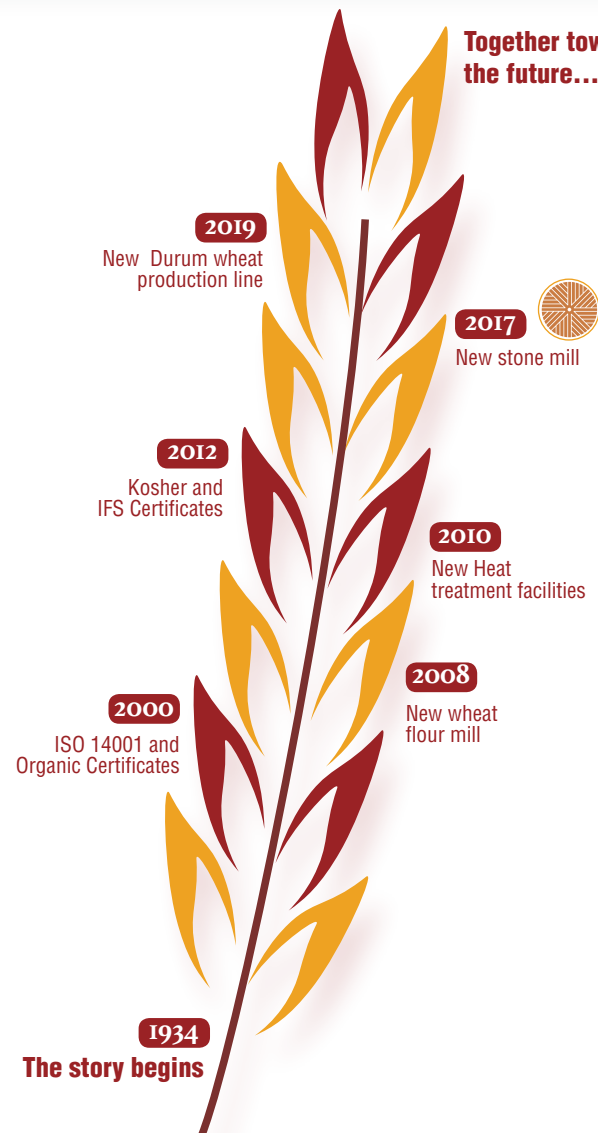 Together
the future...
2019
New Durum wheat
production line
2017
New stone mill
2012
Kosher and
IFS Certificates
2010
New Heat
treatment facilities
2008
New wheat
flour mill
2000
ISO 14001 and
Organic Certificates
1934
The story begins